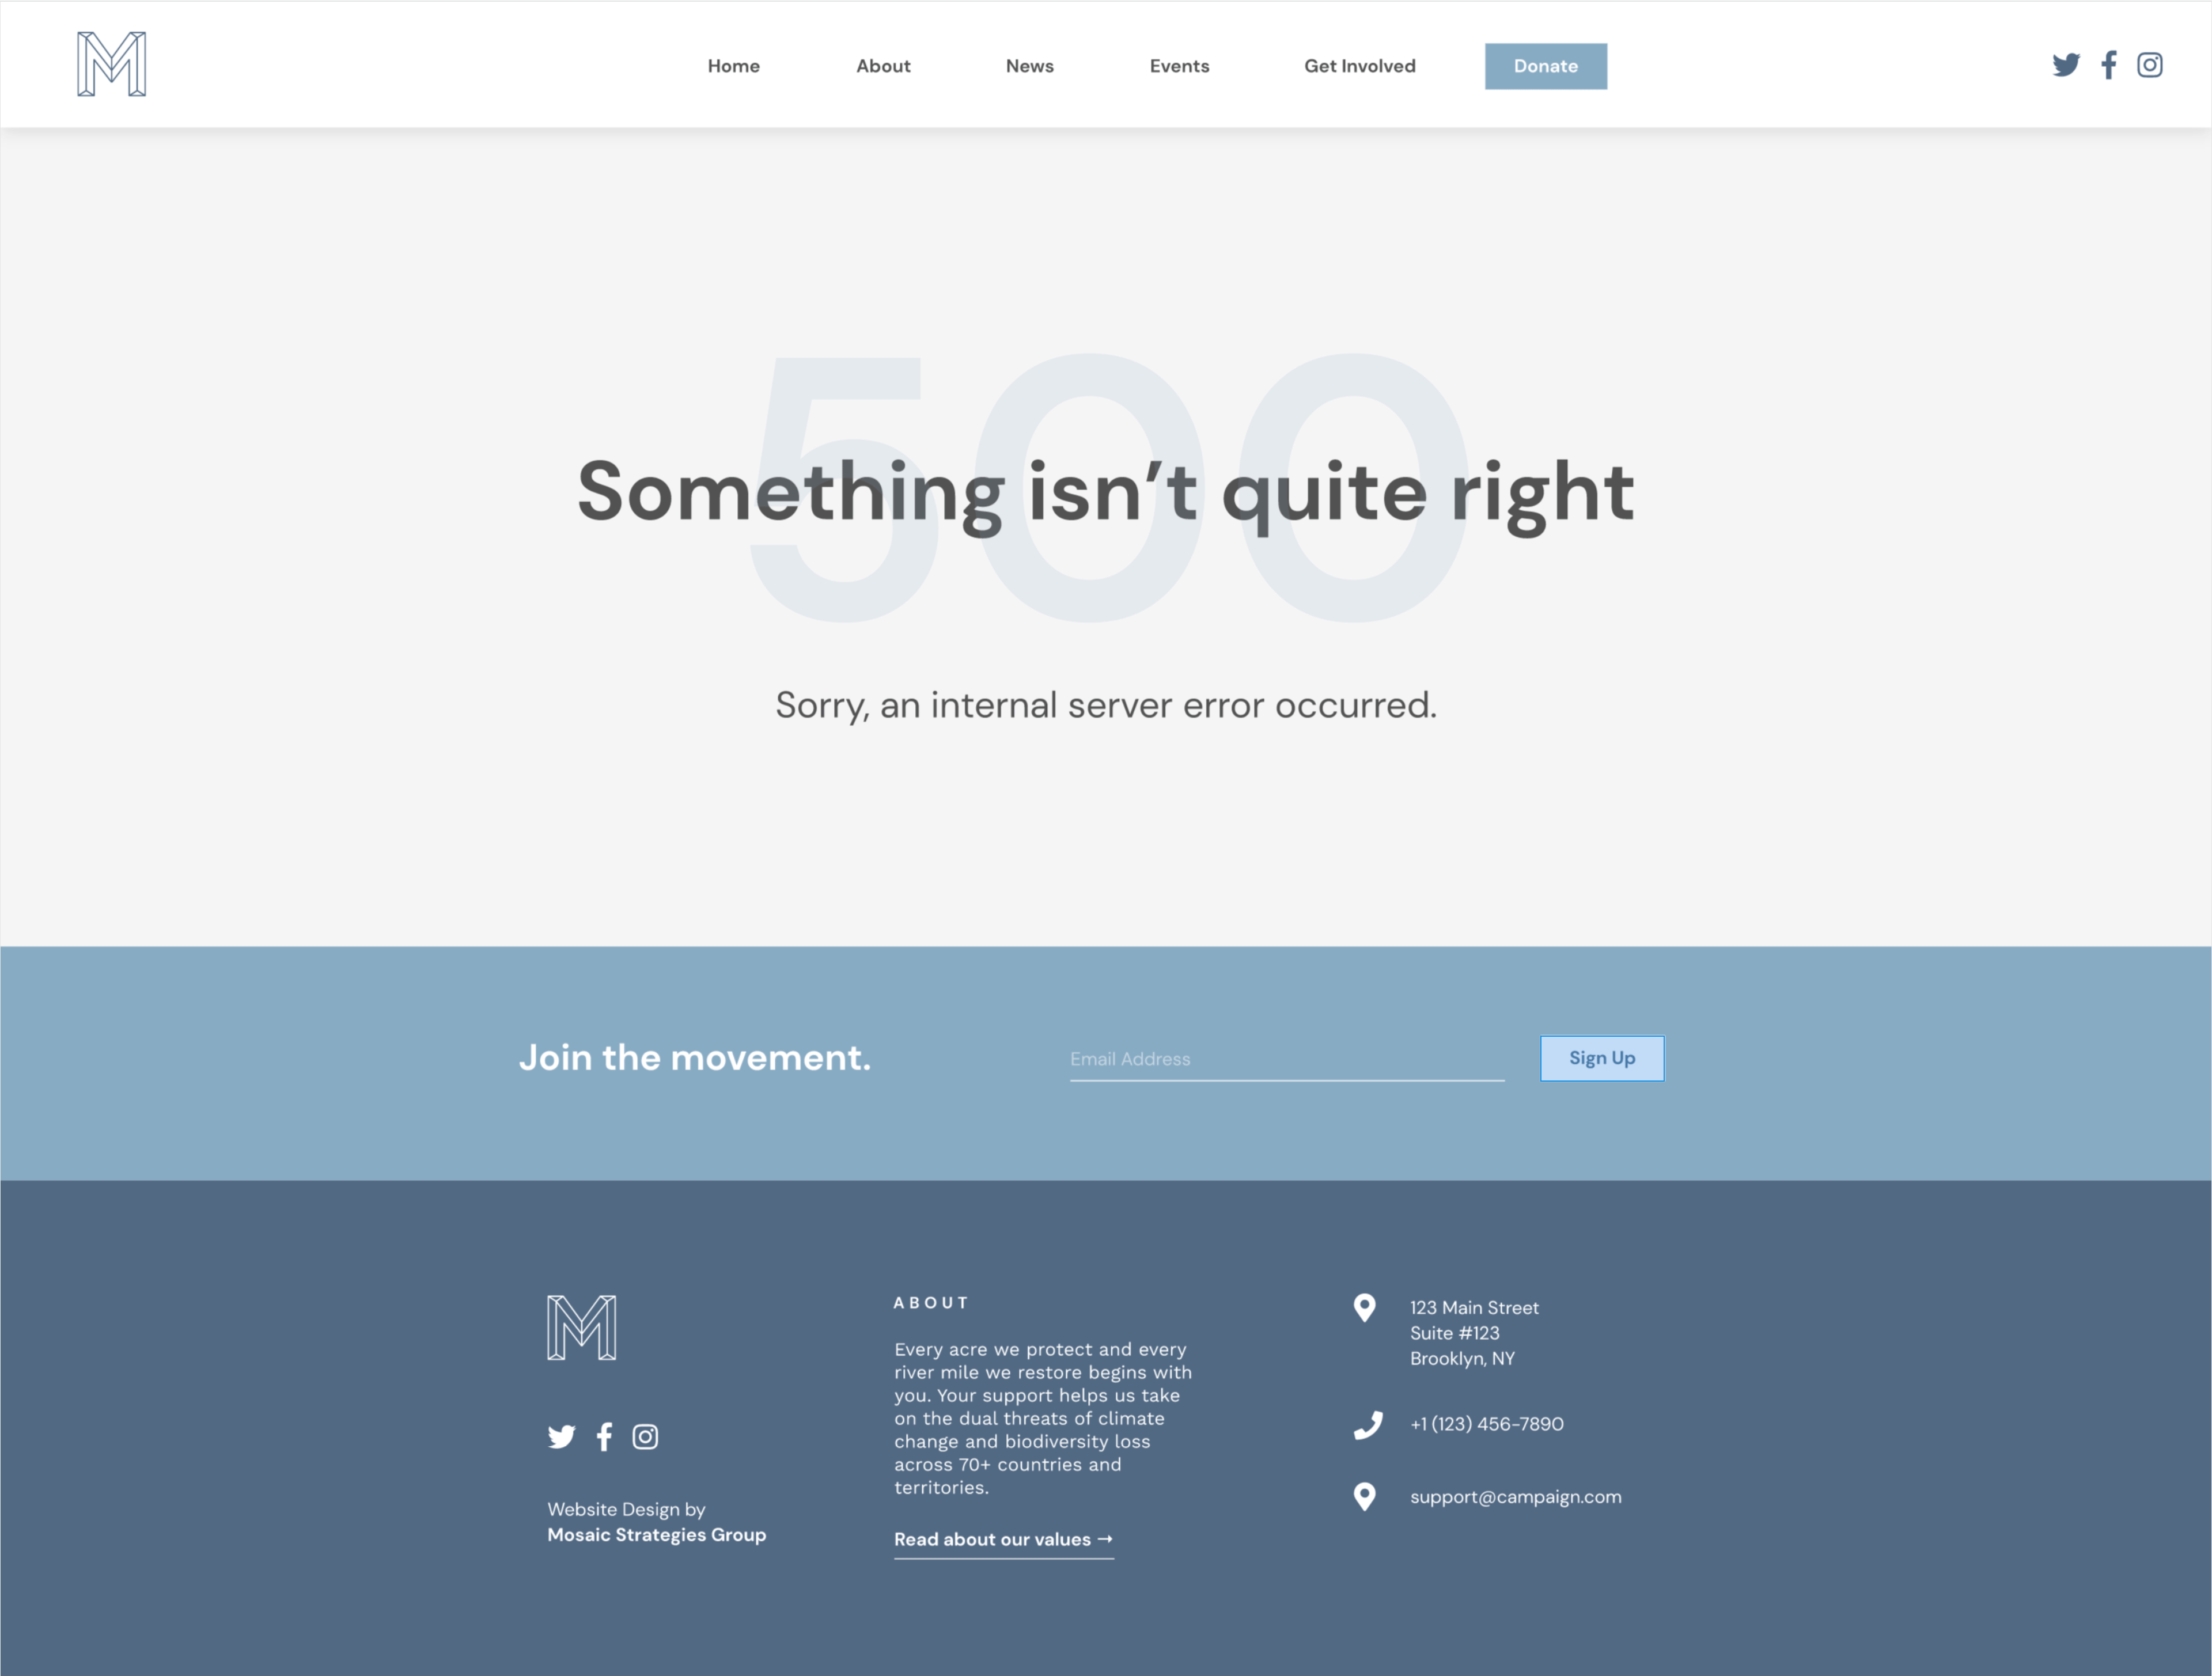 M
Home
About
News
Events
Get Involved
Donate
500
Something isn’t quite right
Sorry, an internal server error occurred.
Join the movement.
Email Address
Sign Up
M
Website Design by
Mosaic Strategies Group
ABOUT
Every acre we protect and every
river mile we restore begins with
you. Your support helps us take
on the dual threats of climate
change and biodiversity loss
across 70+ countries and
territories.
Read about our values →
123 Main Street
Suite #123
Brooklyn, NY
+1 (123) 456-7890
support@campaign.com